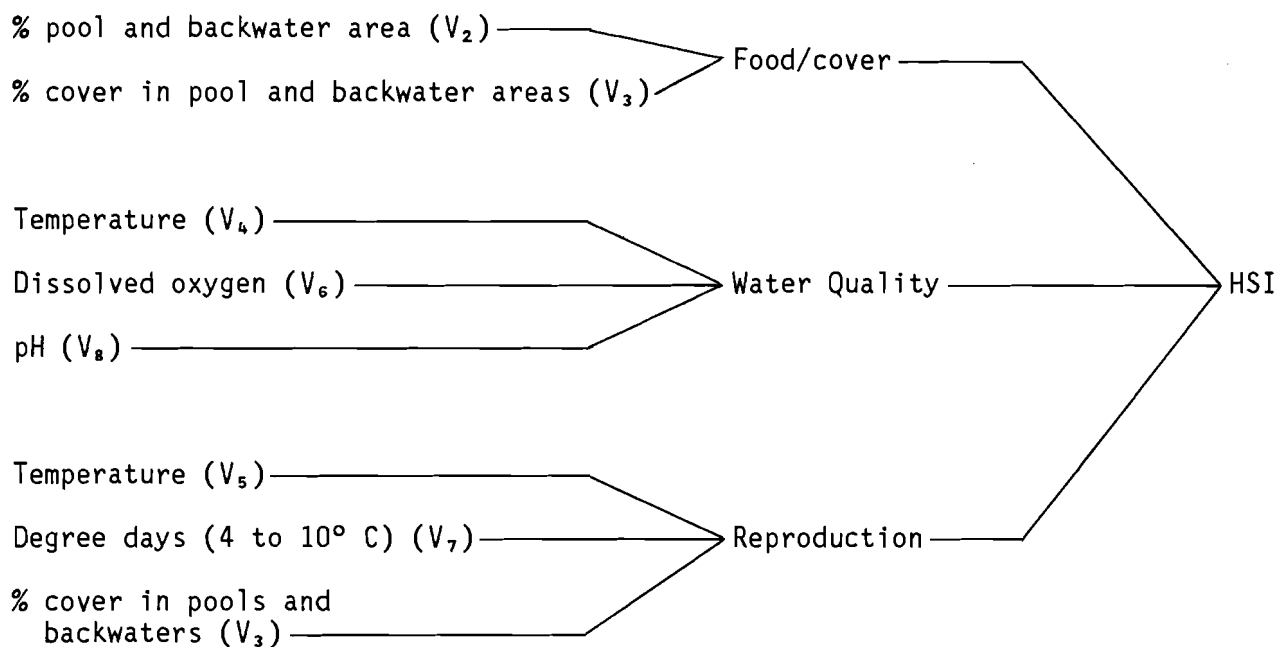 % pool and backwater area (V₂)
Food/cover
% cover in pool and backwater areas (V₃)
Temperature (V₄)
Dissolved oxygen (V₆)
Water Quality
HSI
pH (V₈)
Temperature (V₅)
Degree days (4 to 10° C) (V₇)
Reproduction
% cover in pools and
backwaters (V₃)